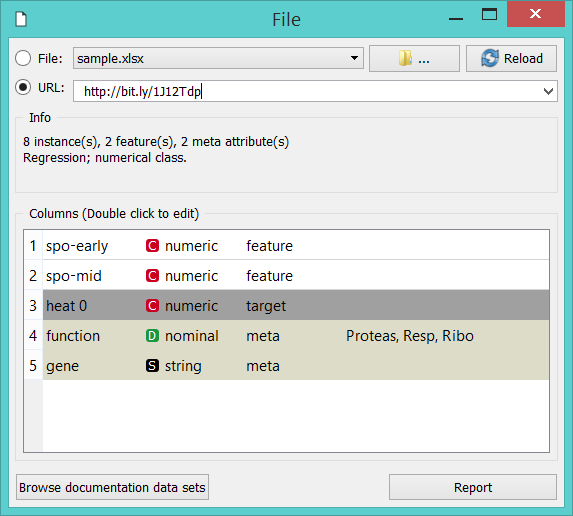 File
File: sample.xlsx ... Reload
URL: http://bit.ly/1J12Tdp
Info
8 instance(s), 2 feature(s), 2 meta attribute(s)
Regression; numerical class.
Columns (Double click to edit)
1 spo-early C numeric feature
2 spo-mid C numeric feature
3 heat 0 C numeric target
4 function D nominal meta Proteas, Resp, Ribo
5 gene S string meta
Browse documentation data sets Report